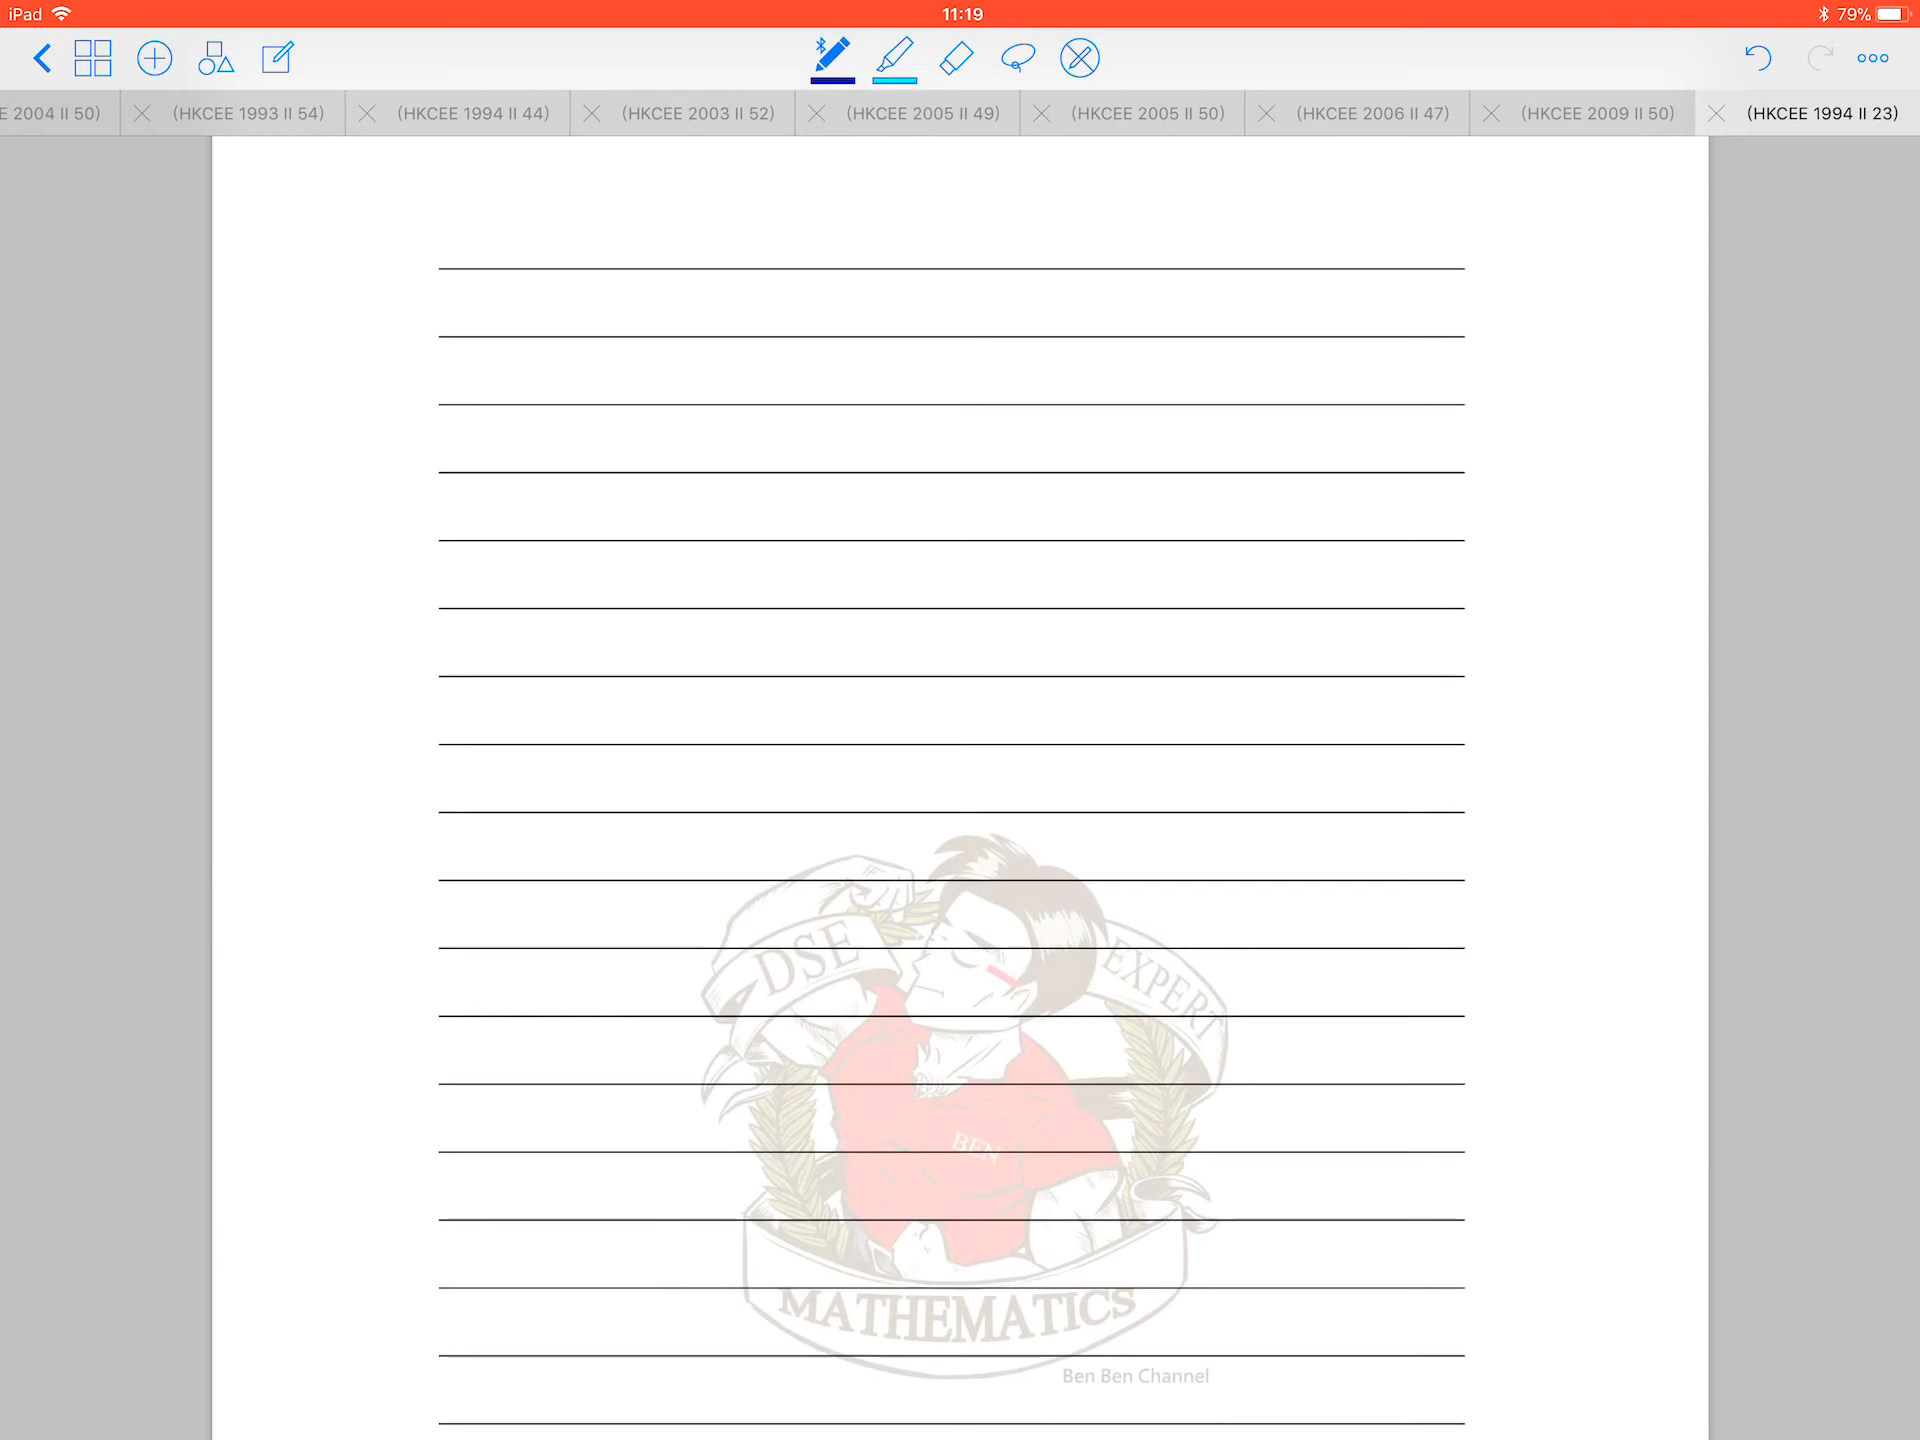 iPad 11:19 79%
E 2004 II 50) (HKCEE 1993 II 54) (HKCEE 1994 II 44) (HKCEE 2003 II 52) (HKCEE 2005 II 49) (HKCEE 2005 II 50) (HKCEE 2006 II 47) (HKCEE 2009 II 50) (HKCEE 1994 II 23)
DSE EXPERT
BEN
MATHEMATICS
Ben Ben Channel